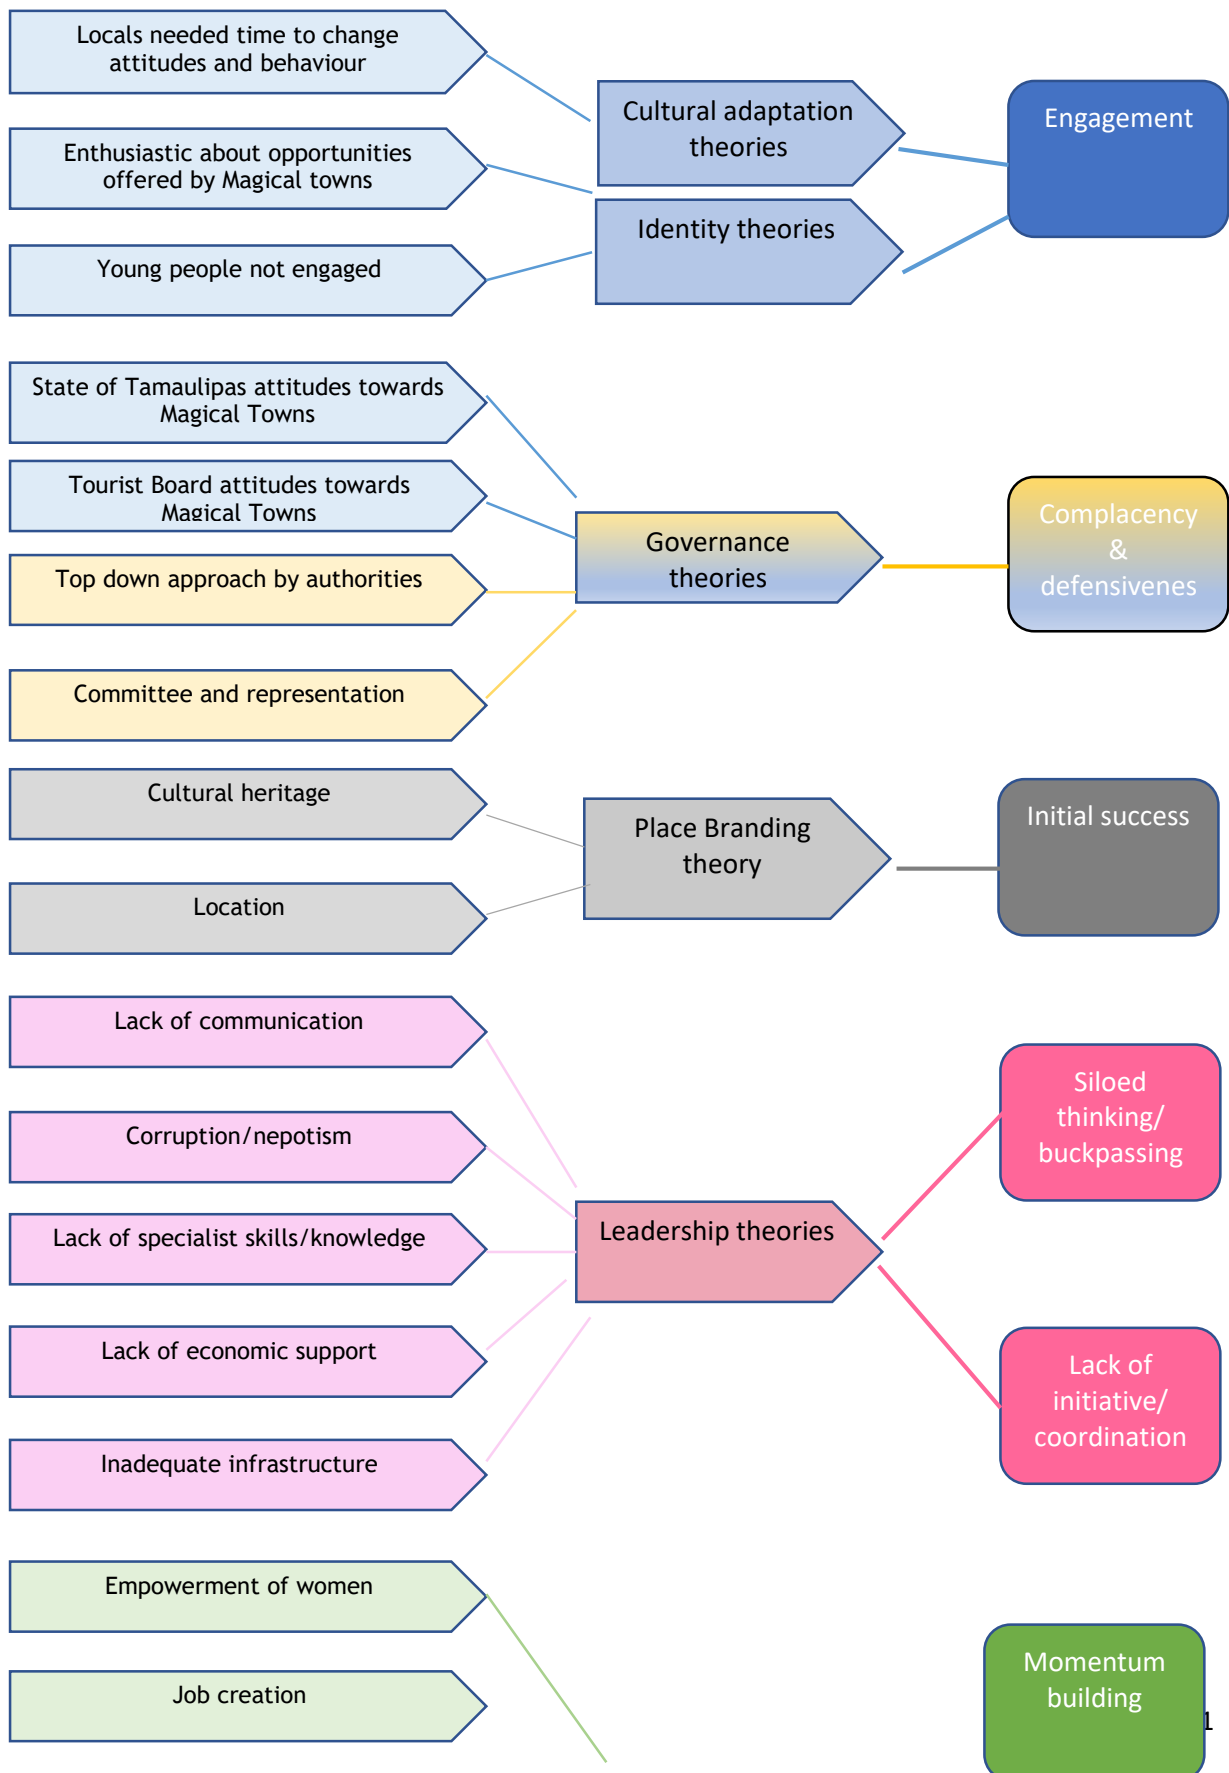 Locals needed time to change
attitudes and behaviour
Cultural adaptation
theories
Engagement
Enthusiastic about opportunities
offered by Magical towns
Identity theories
Young people not engaged
State of Tamaulipas attitudes towards
Magical Towns
Tourist Board attitudes towards
Magical Towns
Governance
theories
Complacency
&
defensivenes
Top down approach by authorities
Committee and representation
Cultural heritage
Place Branding
theory
Initial success
Location
Lack of communication
Siloed
thinking/
buckpassing
Corruption/nepotism
Lack of specialist skills/knowledge
Leadership theories
Lack of economic support
Lack of
initiative/
coordination
Inadequate infrastructure
Empowerment of women
Momentum
building
Job creation
1